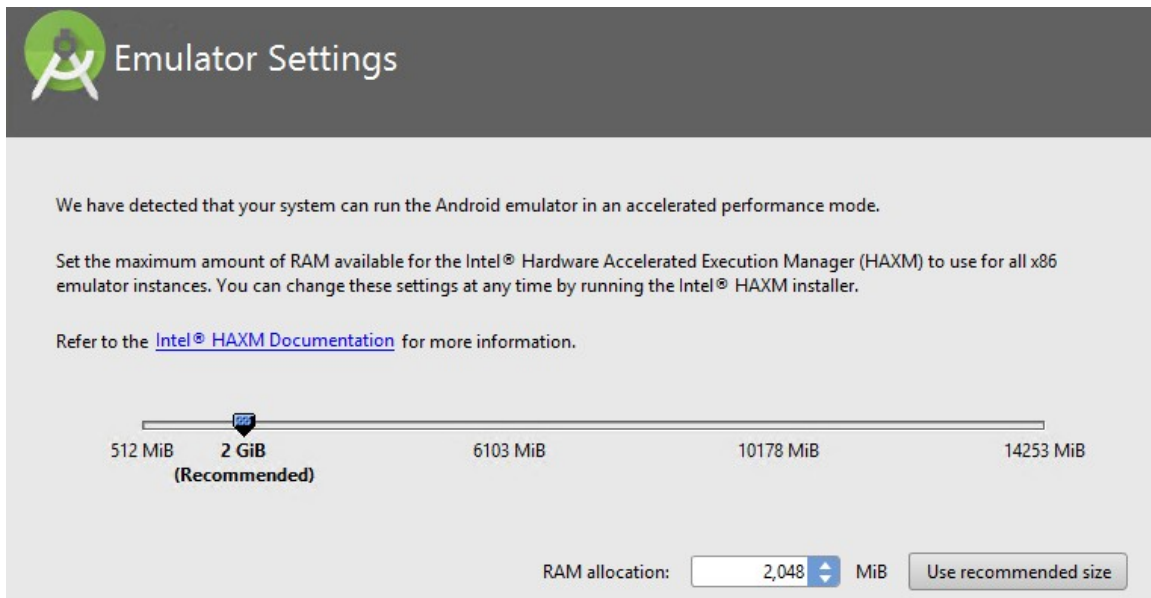 Emulator Settings
We have detected that your system can run the Android emulator in an accelerated performance mode.
Set the maximum amount of RAM available for the Intel® Hardware Accelerated Execution Manager (HAXM) to use for all x86
emulator instances. You can change these settings at any time by running the Intel® HAXM installer.
Refer to the Intel® HAXM Documentation for more information.
512 MiB 2 GiB 6103 MiB 10178 MiB 14253 MiB
(Recommended)
RAM allocation: 2,048 MiB Use recommended size